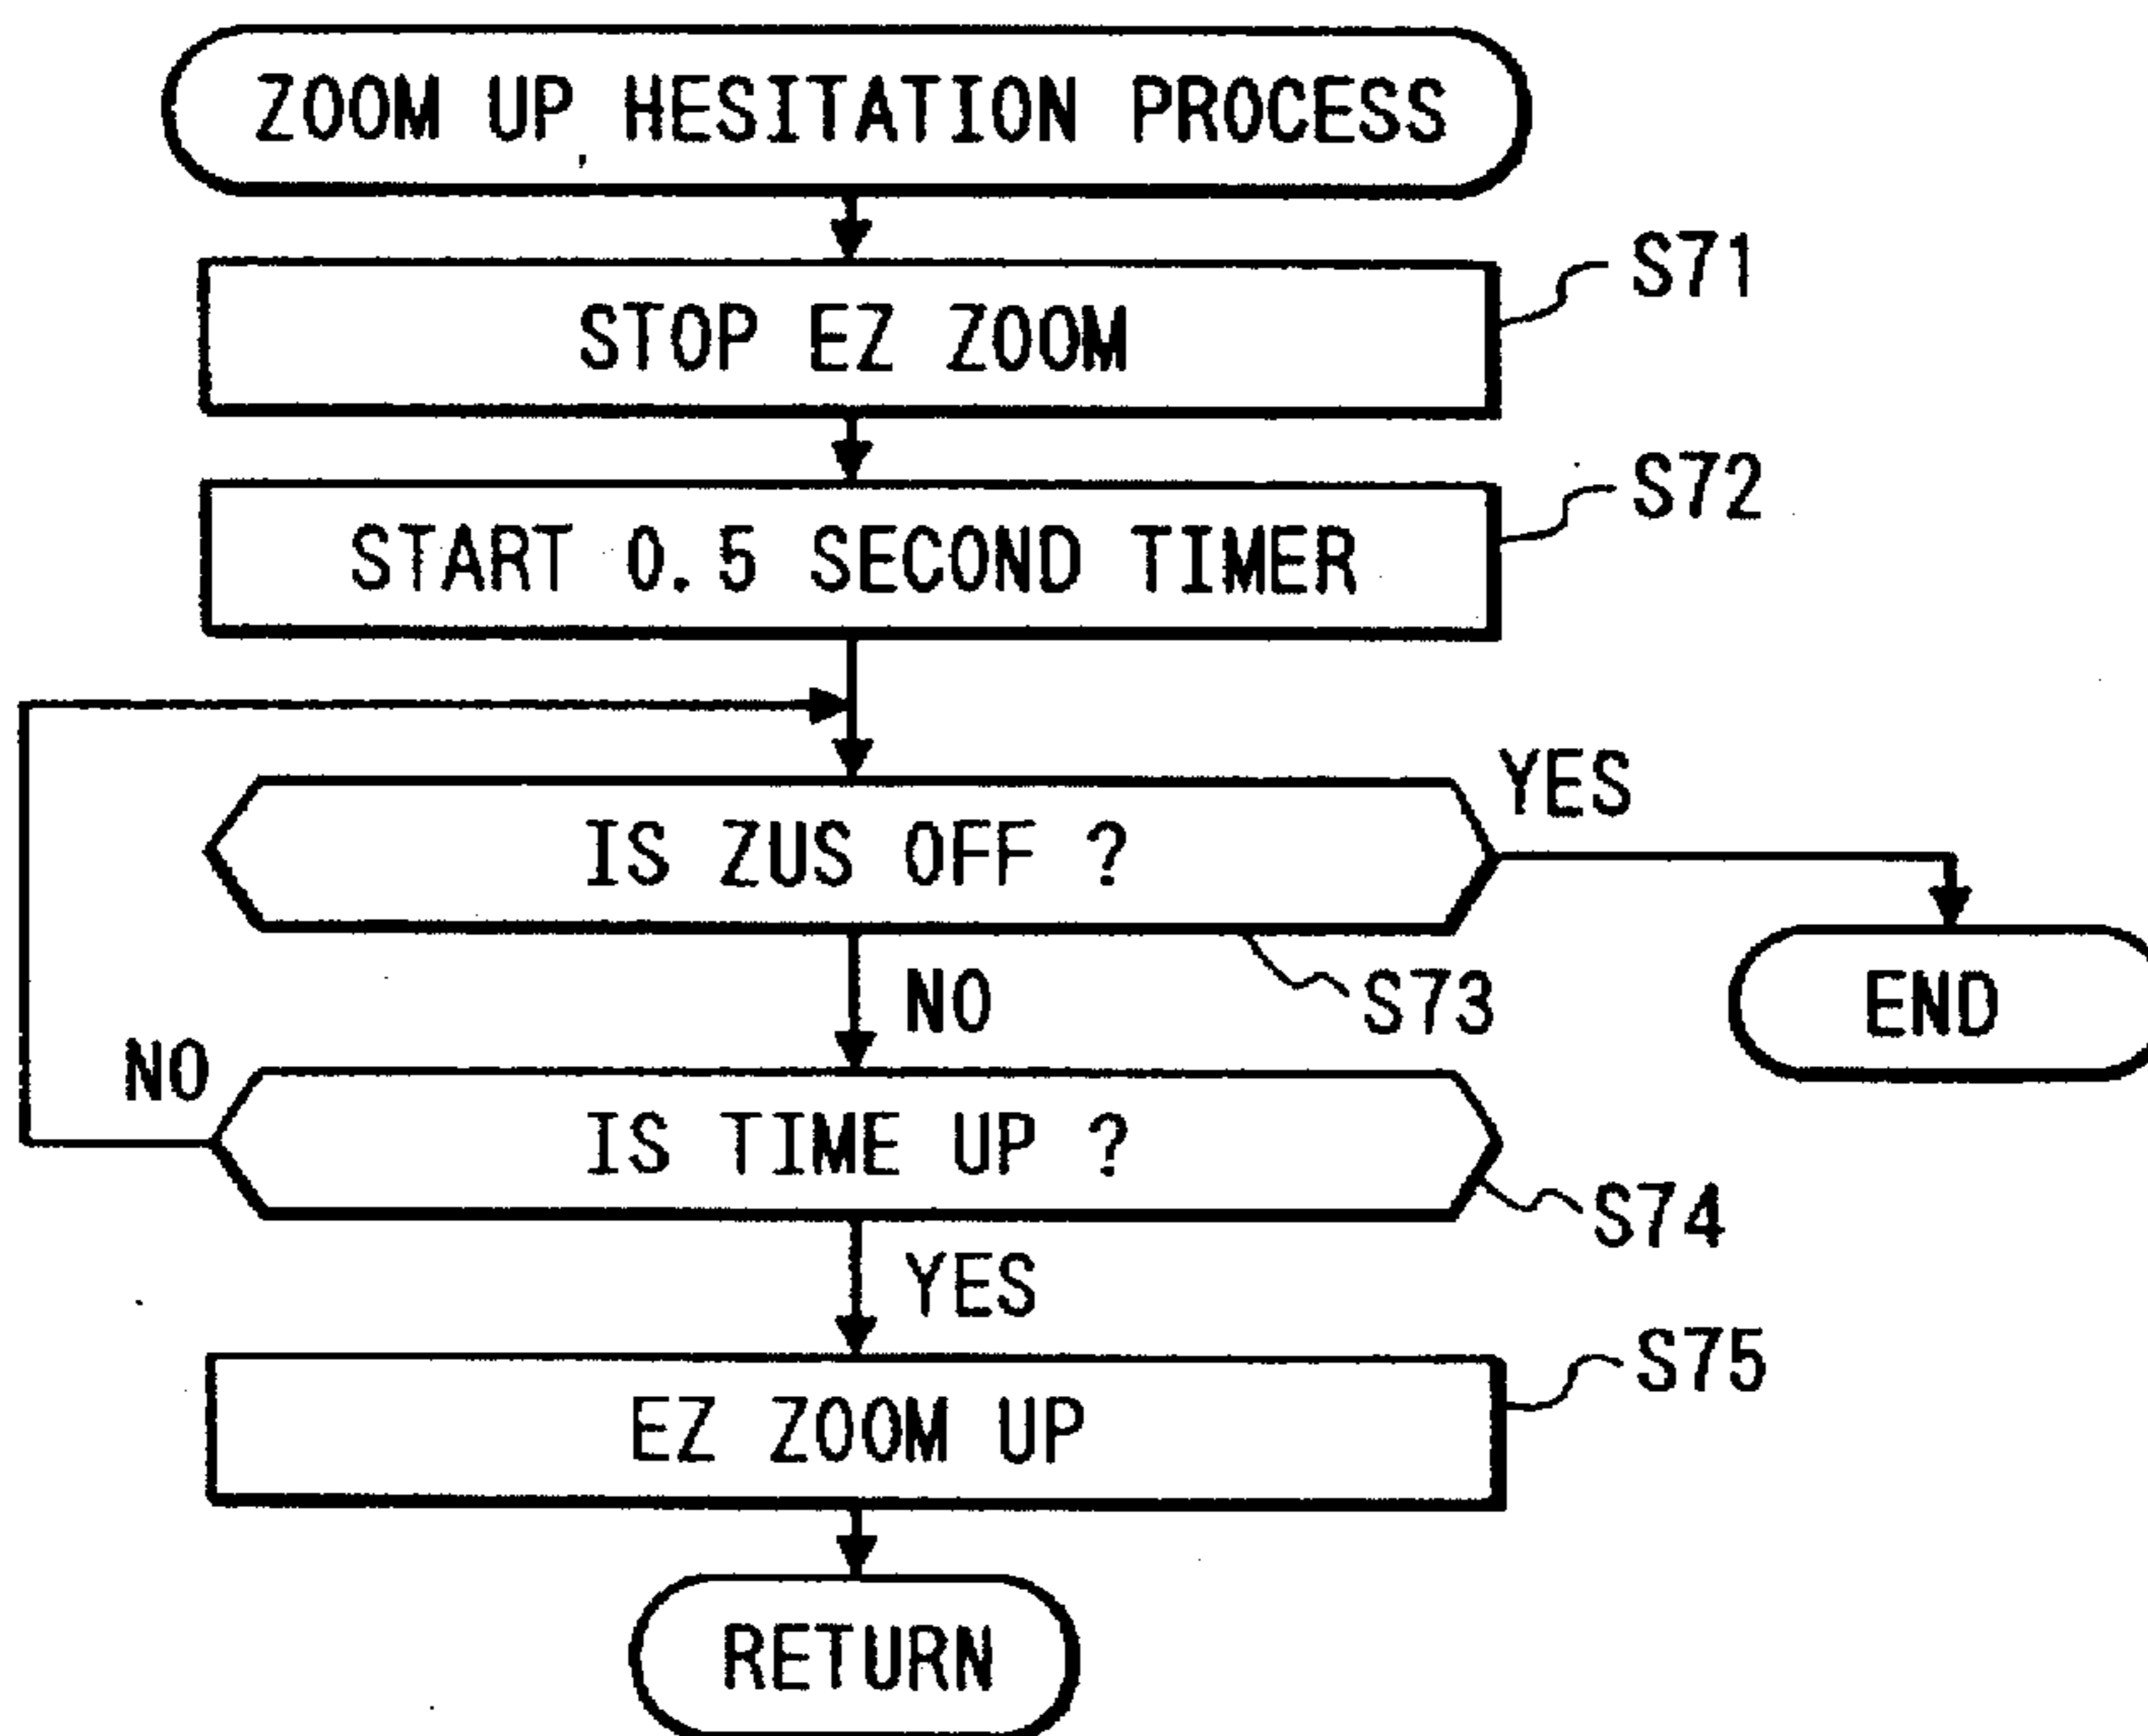 ZOOM UP, HESITATION PROCESS
STOP EZ ZOOM
S71
START 0.5 SECOND TIMER
S72
IS ZUS OFF ?
YES
NO
S73
END
NO
IS TIME UP ?
S74
YES
EZ ZOOM UP
S75
RETURN